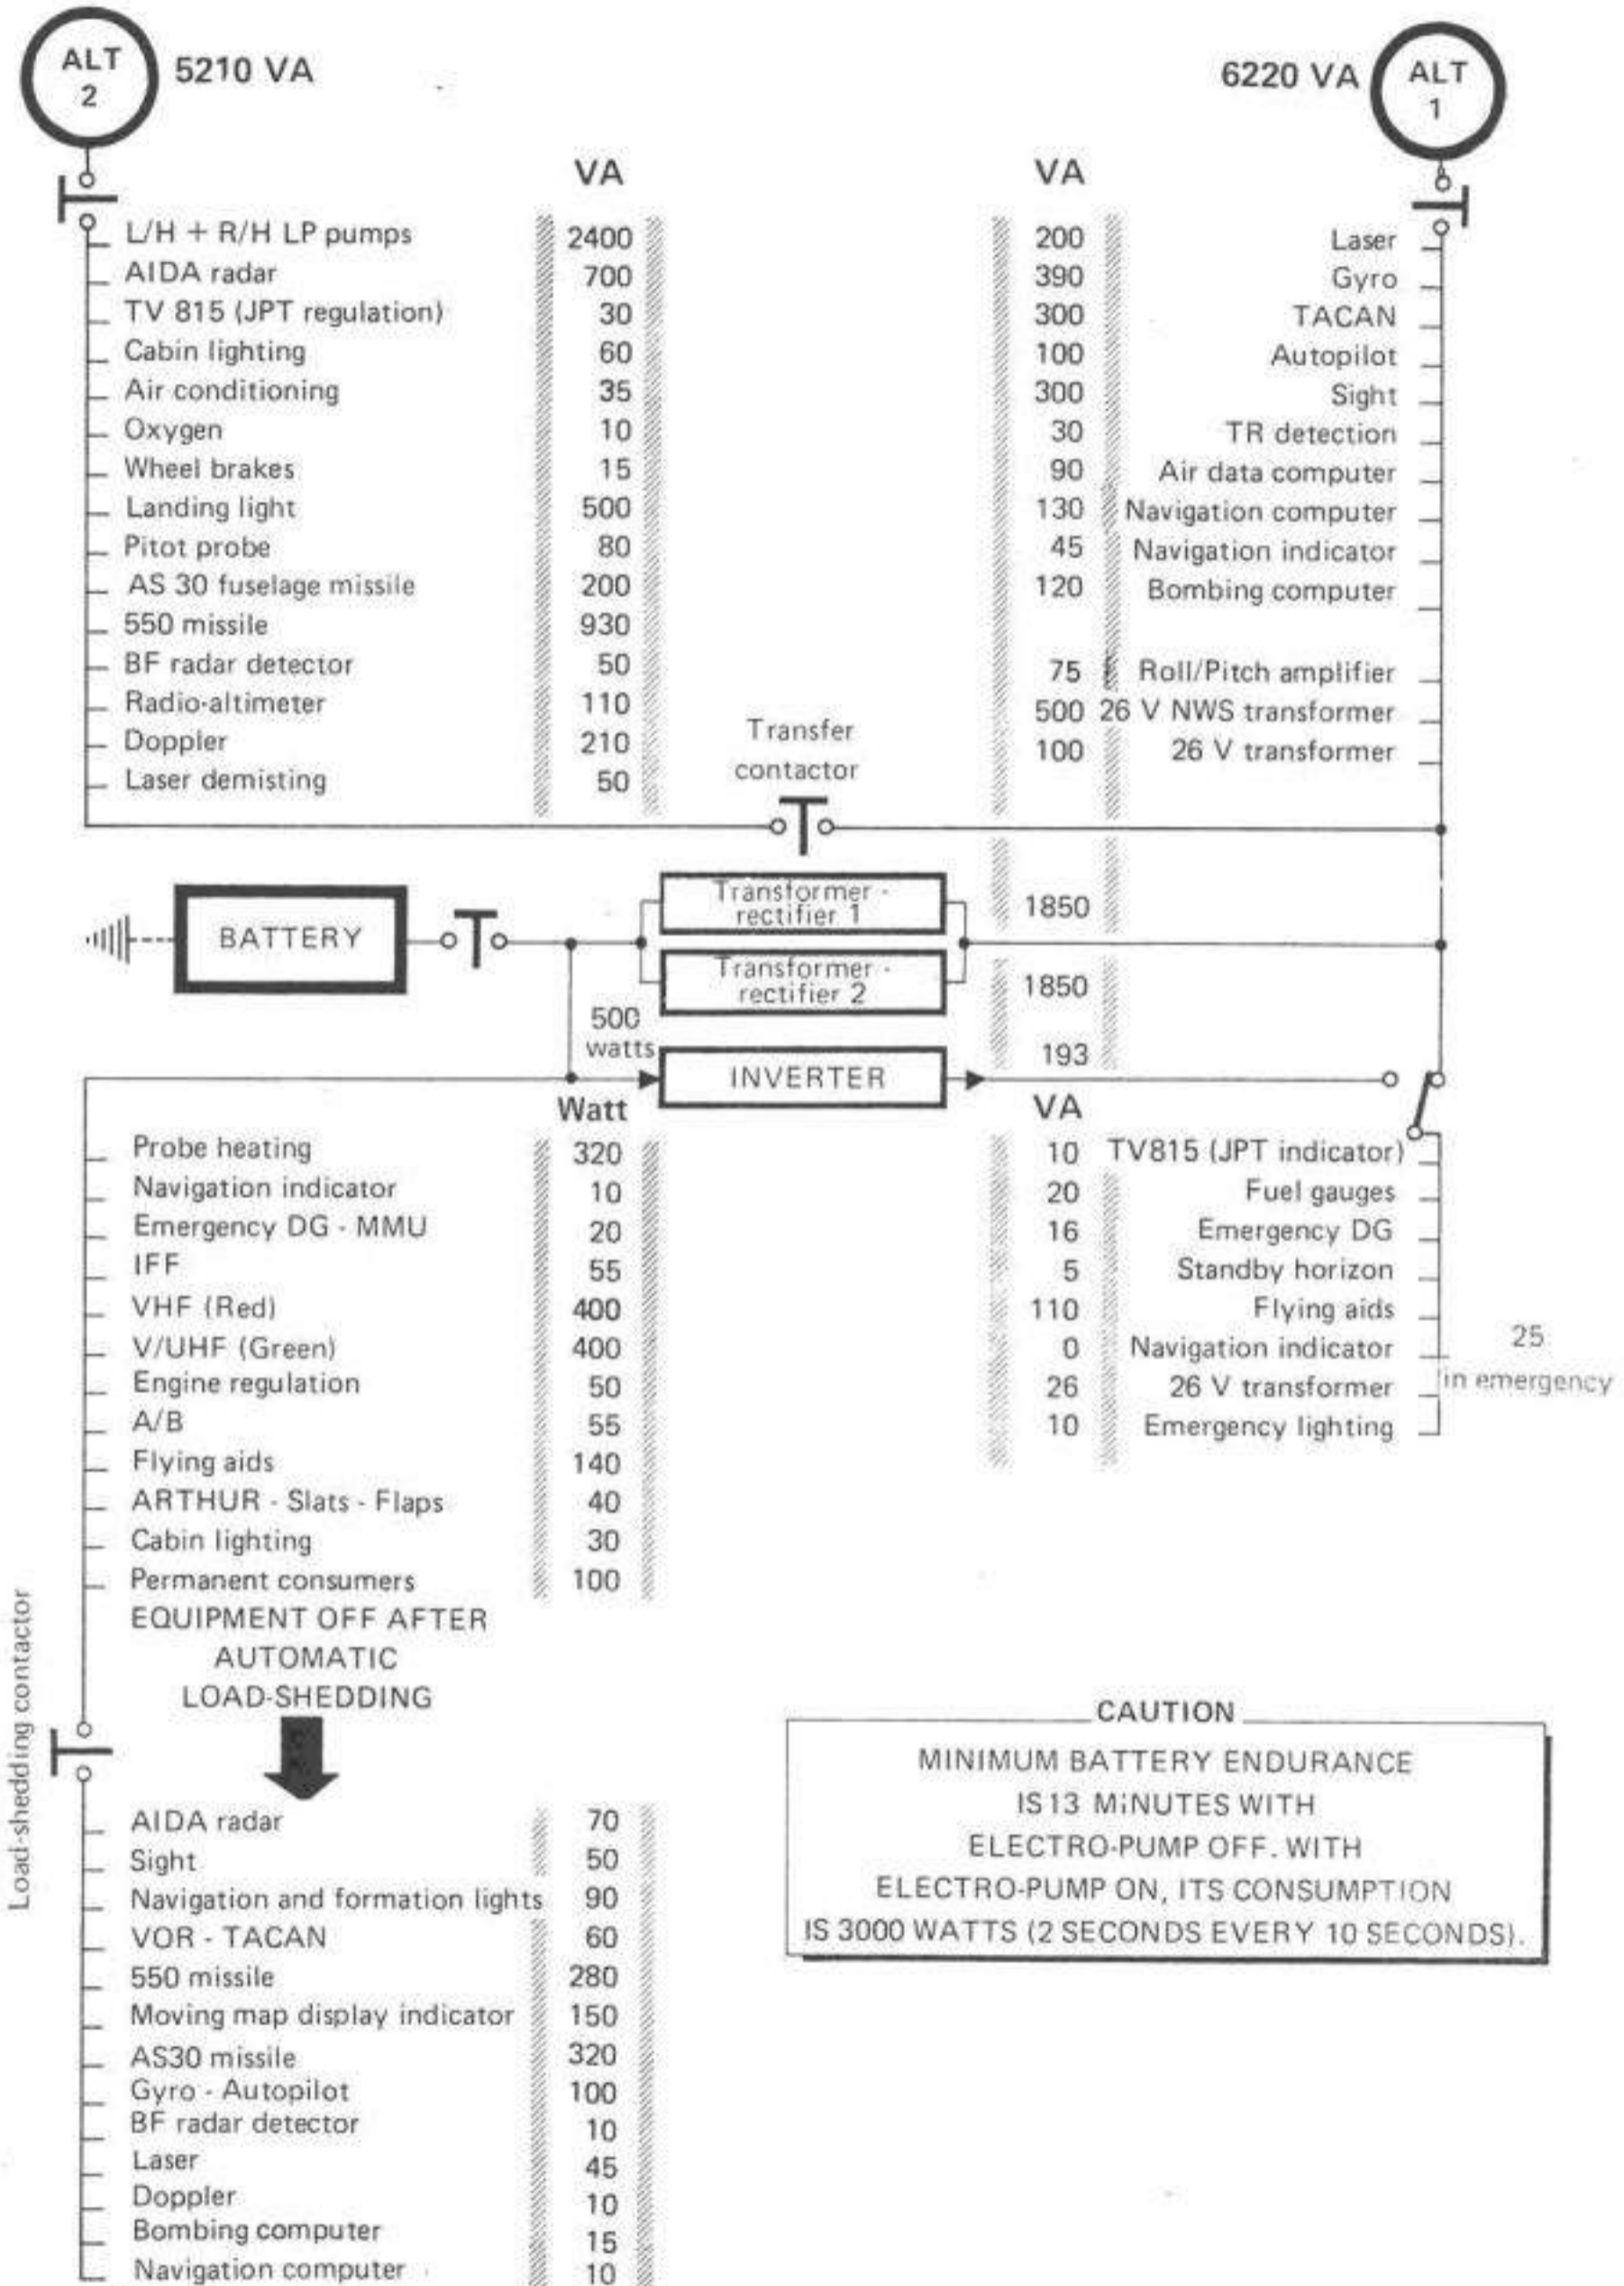 ALT 2 5210 VA
6220 VA ALT 1
VA
L/H + R/H LP pumps 2400
AIDA radar 700
TV 815 (JPT regulation) 30
Cabin lighting 60
Air conditioning 35
Oxygen 10
Wheel brakes 15
Landing light 500
Pitot probe 80
AS 30 fuselage missile 200
550 missile 930
BF radar detector 50
Radio-altimeter 110
Doppler 210
Laser demisting 50
VA
200 Laser
390 Gyro
300 TACAN
100 Autopilot
300 Sight
30 TR detection
90 Air data computer
130 Navigation computer
45 Navigation indicator
120 Bombing computer
75 Roll/Pitch amplifier
500 26 V NWS transformer
100 26 V transformer
Transfer
contactor
BATTERY
Transformer -
rectifier 1
1850
Transformer -
rectifier 2
1850
500
watts
INVERTER
193
Watt
Probe heating 320
Navigation indicator 10
Emergency DG - MMU 20
IFF 55
VHF (Red) 400
V/UHF (Green) 400
Engine regulation 50
A/B 55
Flying aids 140
ARTHUR - Slats - Flaps 40
Cabin lighting 30
Permanent consumers 100
VA
10 TV815 (JPT indicator)
20 Fuel gauges
16 Emergency DG
5 Standby horizon
110 Flying aids
0 Navigation indicator
26 26 V transformer
10 Emergency lighting
25
in emergency
EQUIPMENT OFF AFTER
AUTOMATIC
LOAD-SHEDDING
Load-shedding contactor
AIDA radar 70
Sight 50
Navigation and formation lights 90
VOR - TACAN 60
550 missile 280
Moving map display indicator 150
AS30 missile 320
Gyro - Autopilot 100
BF radar detector 10
Laser 45
Doppler 10
Bombing computer 15
Navigation computer 10
CAUTION
MINIMUM BATTERY ENDURANCE
IS 13 MiNUTES WITH
ELECTRO-PUMP OFF. WITH
ELECTRO-PUMP ON, ITS CONSUMPTION
IS 3000 WATTS (2 SECONDS EVERY 10 SECONDS).